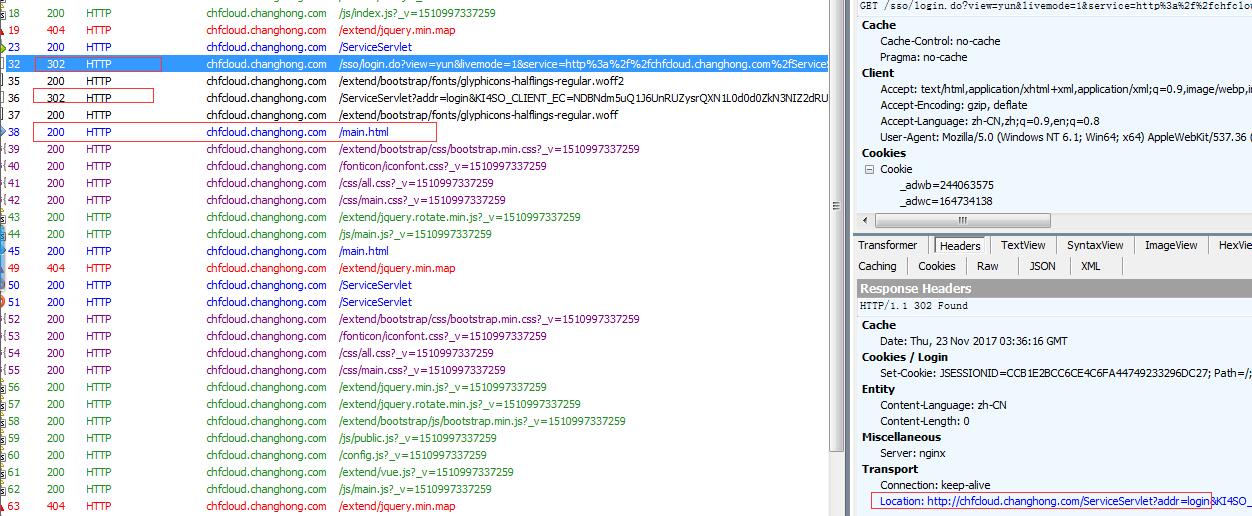 18 200 HTTP chfcloud.changhong.com /js/index.js?_v=1510997337259
19 404 HTTP chfcloud.changhong.com /extend/jquery.min.map
23 200 HTTP chfcloud.changhong.com /ServiceServlet
32 302 HTTP chfcloud.changhong.com /sso/login.do?view=yun&livemode=1&service=http%3a%2f%2fchfcloud.changhong.com%2fServiceS
35 200 HTTP chfcloud.changhong.com /extend/bootstrap/fonts/glyphicons-halflings-regular.woff2
36 302 HTTP chfcloud.changhong.com /ServiceServlet?addr=login&KI4SO_CLIENT_EC=NDBNdm5uQ1J6UnRUZysrQXN1L0d0d0ZkN3NIZ2dRU
37 200 HTTP chfcloud.changhong.com /extend/bootstrap/fonts/glyphicons-halflings-regular.woff
38 200 HTTP chfcloud.changhong.com /main.html
39 200 HTTP chfcloud.changhong.com /extend/bootstrap/css/bootstrap.min.css?_v=1510997337259
40 200 HTTP chfcloud.changhong.com /fonticon/iconfont.css?_v=1510997337259
41 200 HTTP chfcloud.changhong.com /css/all.css?_v=1510997337259
42 200 HTTP chfcloud.changhong.com /css/main.css?_v=1510997337259
43 200 HTTP chfcloud.changhong.com /extend/jquery.rotate.min.js?_v=1510997337259
44 200 HTTP chfcloud.changhong.com /js/main.js?_v=1510997337259
45 200 HTTP chfcloud.changhong.com /main.html
49 404 HTTP chfcloud.changhong.com /extend/jquery.min.map
50 200 HTTP chfcloud.changhong.com /ServiceServlet
51 200 HTTP chfcloud.changhong.com /ServiceServlet
52 200 HTTP chfcloud.changhong.com /extend/bootstrap/css/bootstrap.min.css?_v=1510997337259
53 200 HTTP chfcloud.changhong.com /fonticon/iconfont.css?_v=1510997337259
54 200 HTTP chfcloud.changhong.com /css/all.css?_v=1510997337259
55 200 HTTP chfcloud.changhong.com /css/main.css?_v=1510997337259
56 200 HTTP chfcloud.changhong.com /extend/jquery.min.js?_v=1510997337259
57 200 HTTP chfcloud.changhong.com /extend/jquery.rotate.min.js?_v=1510997337259
58 200 HTTP chfcloud.changhong.com /extend/bootstrap/js/bootstrap.min.js?_v=1510997337259
59 200 HTTP chfcloud.changhong.com /js/public.js?_v=1510997337259
60 200 HTTP chfcloud.changhong.com /config.js?_v=1510997337259
61 200 HTTP chfcloud.changhong.com /extend/vue.js?_v=1510997337259
62 200 HTTP chfcloud.changhong.com /js/main.js?_v=1510997337259
63 404 HTTP chfcloud.changhong.com /extend/jquery.min.map
GET /sso/login.do?view=yun&livemode=1&service=http%3a%2f%2fchfclou
Cache
Cache-Control: no-cache
Pragma: no-cache
Client
Accept: text/html,application/xhtml+xml,application/xml;q=0.9,image/webp,i
Accept-Encoding: gzip, deflate
Accept-Language: zh-CN,zh;q=0.9,en;q=0.8
User-Agent: Mozilla/5.0 (Windows NT 6.1; Win64; x64) AppleWebKit/537.36 (
Cookies
Cookie
_adwb=244063575
_adwc=164734138
Transformer Headers TextView SyntaxView ImageView HexVie
Caching Cookies Raw JSON XML
Response Headers
HTTP/1.1 302 Found
Cache
Date: Thu, 23 Nov 2017 03:36:16 GMT
Cookies / Login
Set-Cookie: JSESSIONID=CCB1E2BCC6CE4C6FA44749233296DC27; Path=/;
Entity
Content-Language: zh-CN
Content-Length: 0
Miscellaneous
Server: nginx
Transport
Connection: keep-alive
Location: http://chfcloud.changhong.com/ServiceServlet?addr=login&KI4SO_